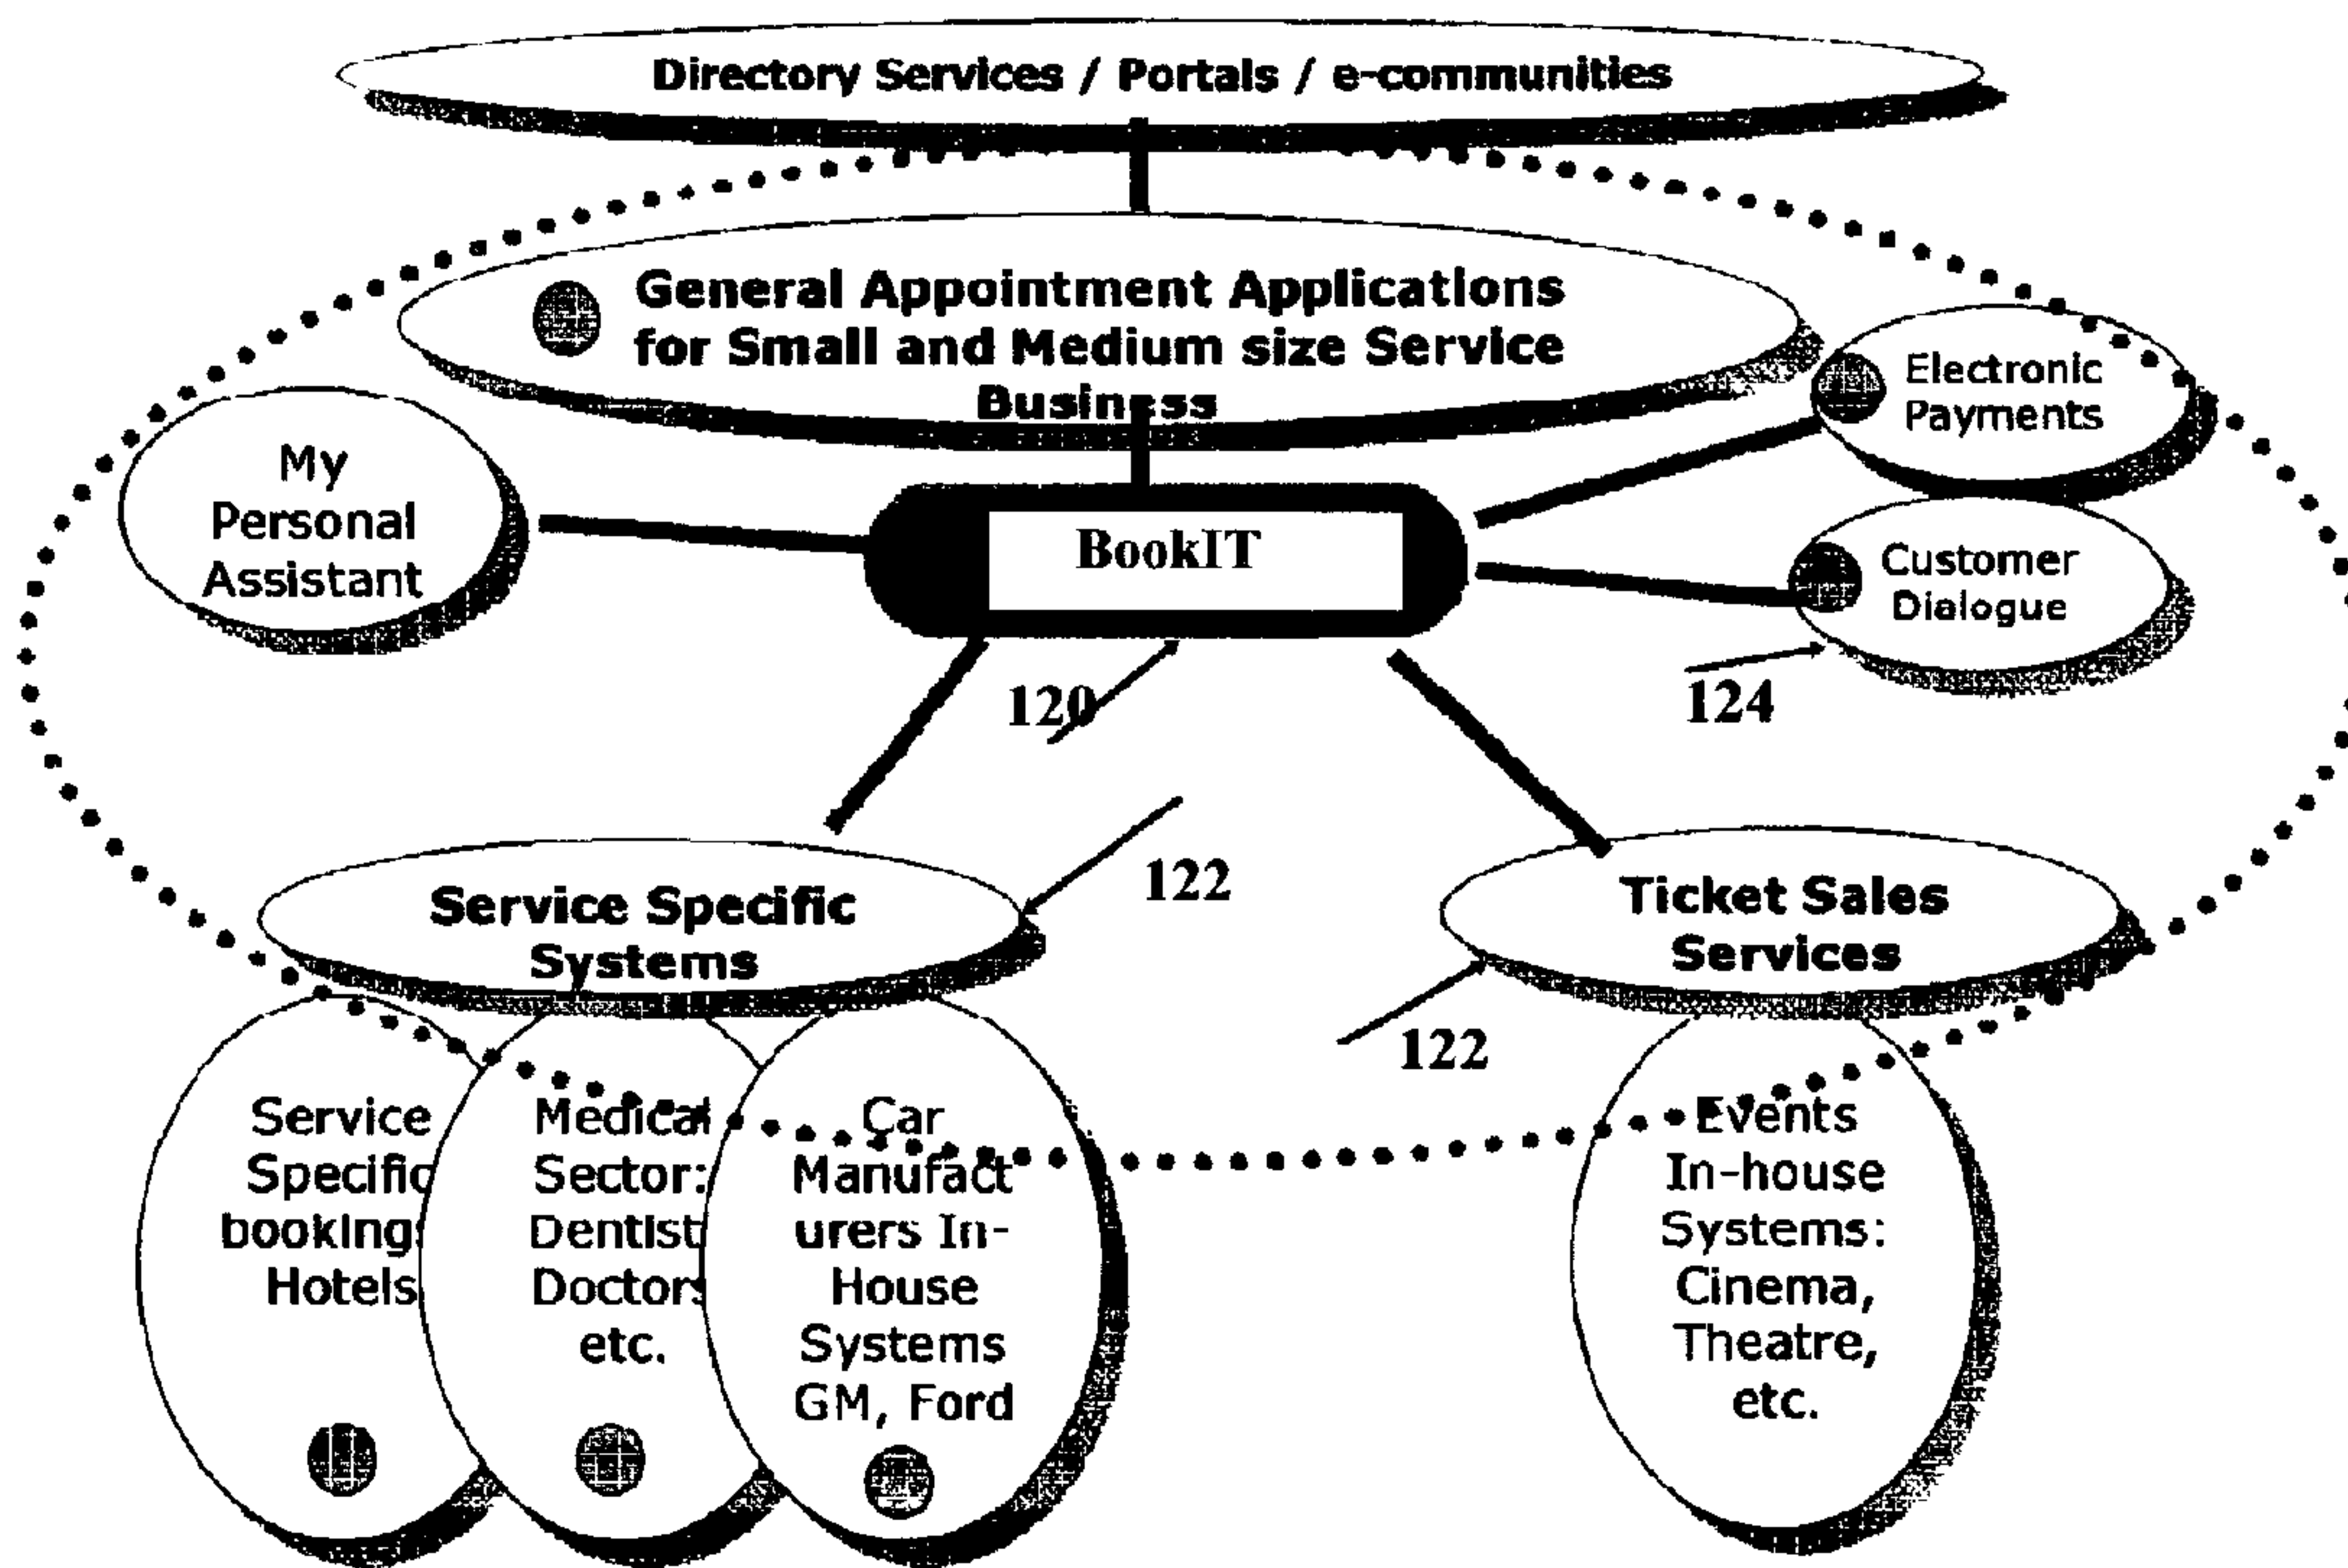 Directory Services / Portals / e-communities
General Appointment Applications
for Small and Medium size Service
Business
Electronic
Payments
My
Personal
Assistant
BookIT
Customer
Dialogue
120
124
122
Service Specific
Systems
Ticket Sales
Services
122
Service
Specific
bookings
Hotels
Medical
Sector:
Dentist
Doctors
etc.
Car
Manufact
urers In-
House
Systems
GM, Ford
Events
In-house
Systems:
Cinema,
Theatre,
etc.